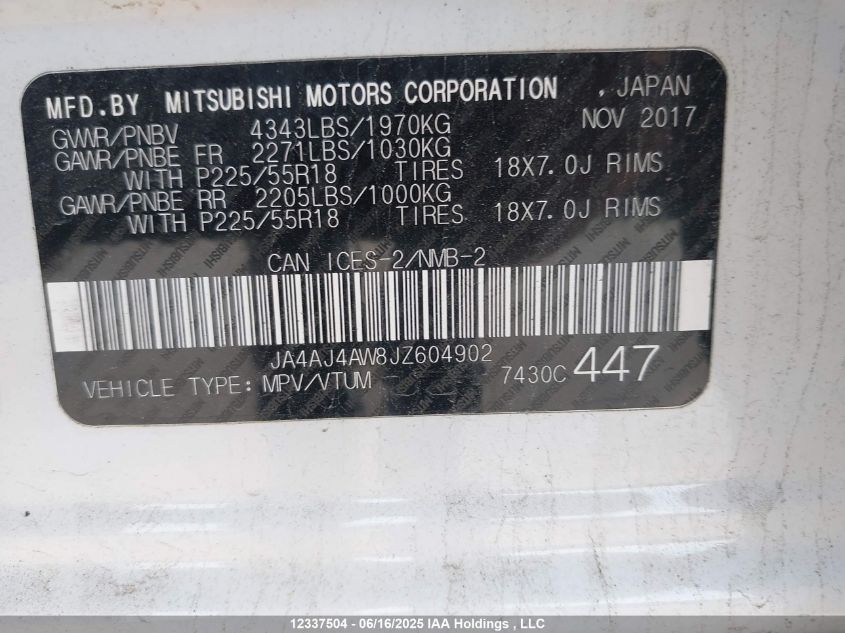 MFD.BY MITSUBISHI MOTORS CORPORATION , JAPAN
GVWR/PNBV 4343LBS/1970KG NOV 2017
GAWR/PNBE FR 2271LBS/1030KG
WITH P225/55R18 TIRES 18X7.0J RIMS
GAWR/PNBE RR 2205LBS/1000KG
WITH P225/55R18 TIRES 18X7.0J RIMS
CAN ICES-2/NMB-2
JA4AJ4AW8JZ604902
VEHICLE TYPE: MPV/VTUM 7430C 447
12337504 - 06/16/2025 IAA Holdings , LLC